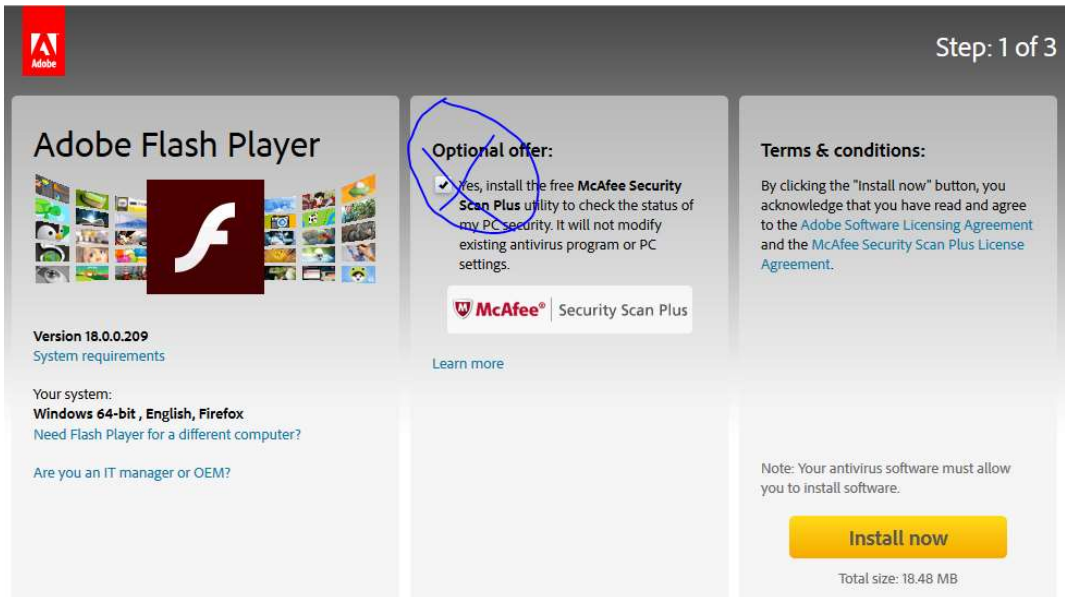 Adobe
Step: 1 of 3
Adobe Flash Player
Version 18.0.0.209
System requirements
Your system:
Windows 64-bit , English, Firefox
Need Flash Player for a different computer?
Are you an IT manager or OEM?
Optional offer:
Yes, install the free McAfee Security
Scan Plus utility to check the status of
my PC security. It will not modify
existing antivirus program or PC
settings.
McAfee® Security Scan Plus
Learn more
Terms & conditions:
By clicking the "Install now" button, you
acknowledge that you have read and agree
to the Adobe Software Licensing Agreement
and the McAfee Security Scan Plus License
Agreement.
Note: Your antivirus software must allow
you to install software.
Install now
Total size: 18.48 MB